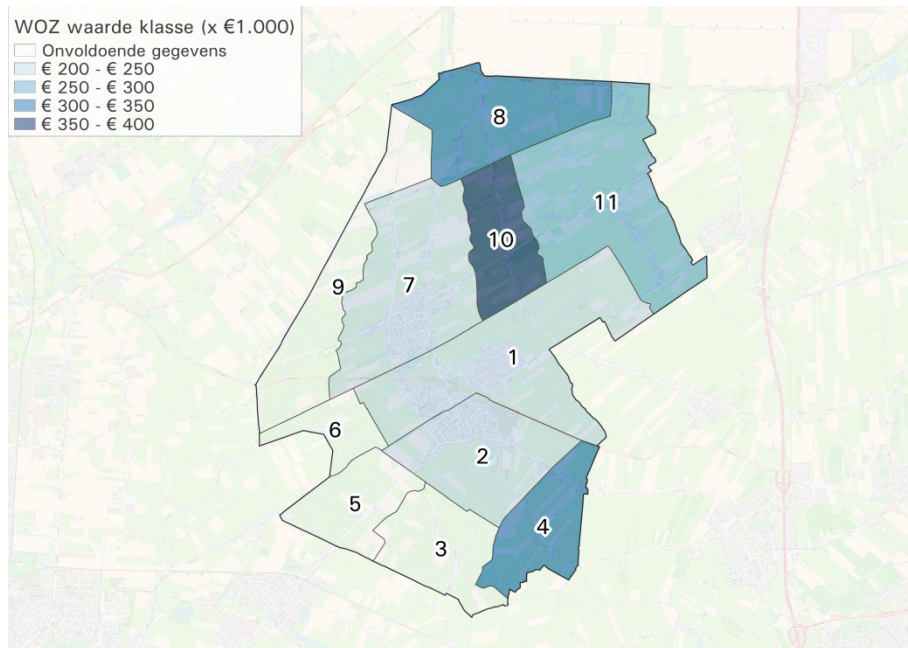 WOZ waarde klasse (x €1.000)
Onvoldoende gegevens
€ 200 - € 250
€ 250 - € 300
€ 300 - € 350
€ 350 - € 400
8
11
10
9
7
1
6
2
5
4
3